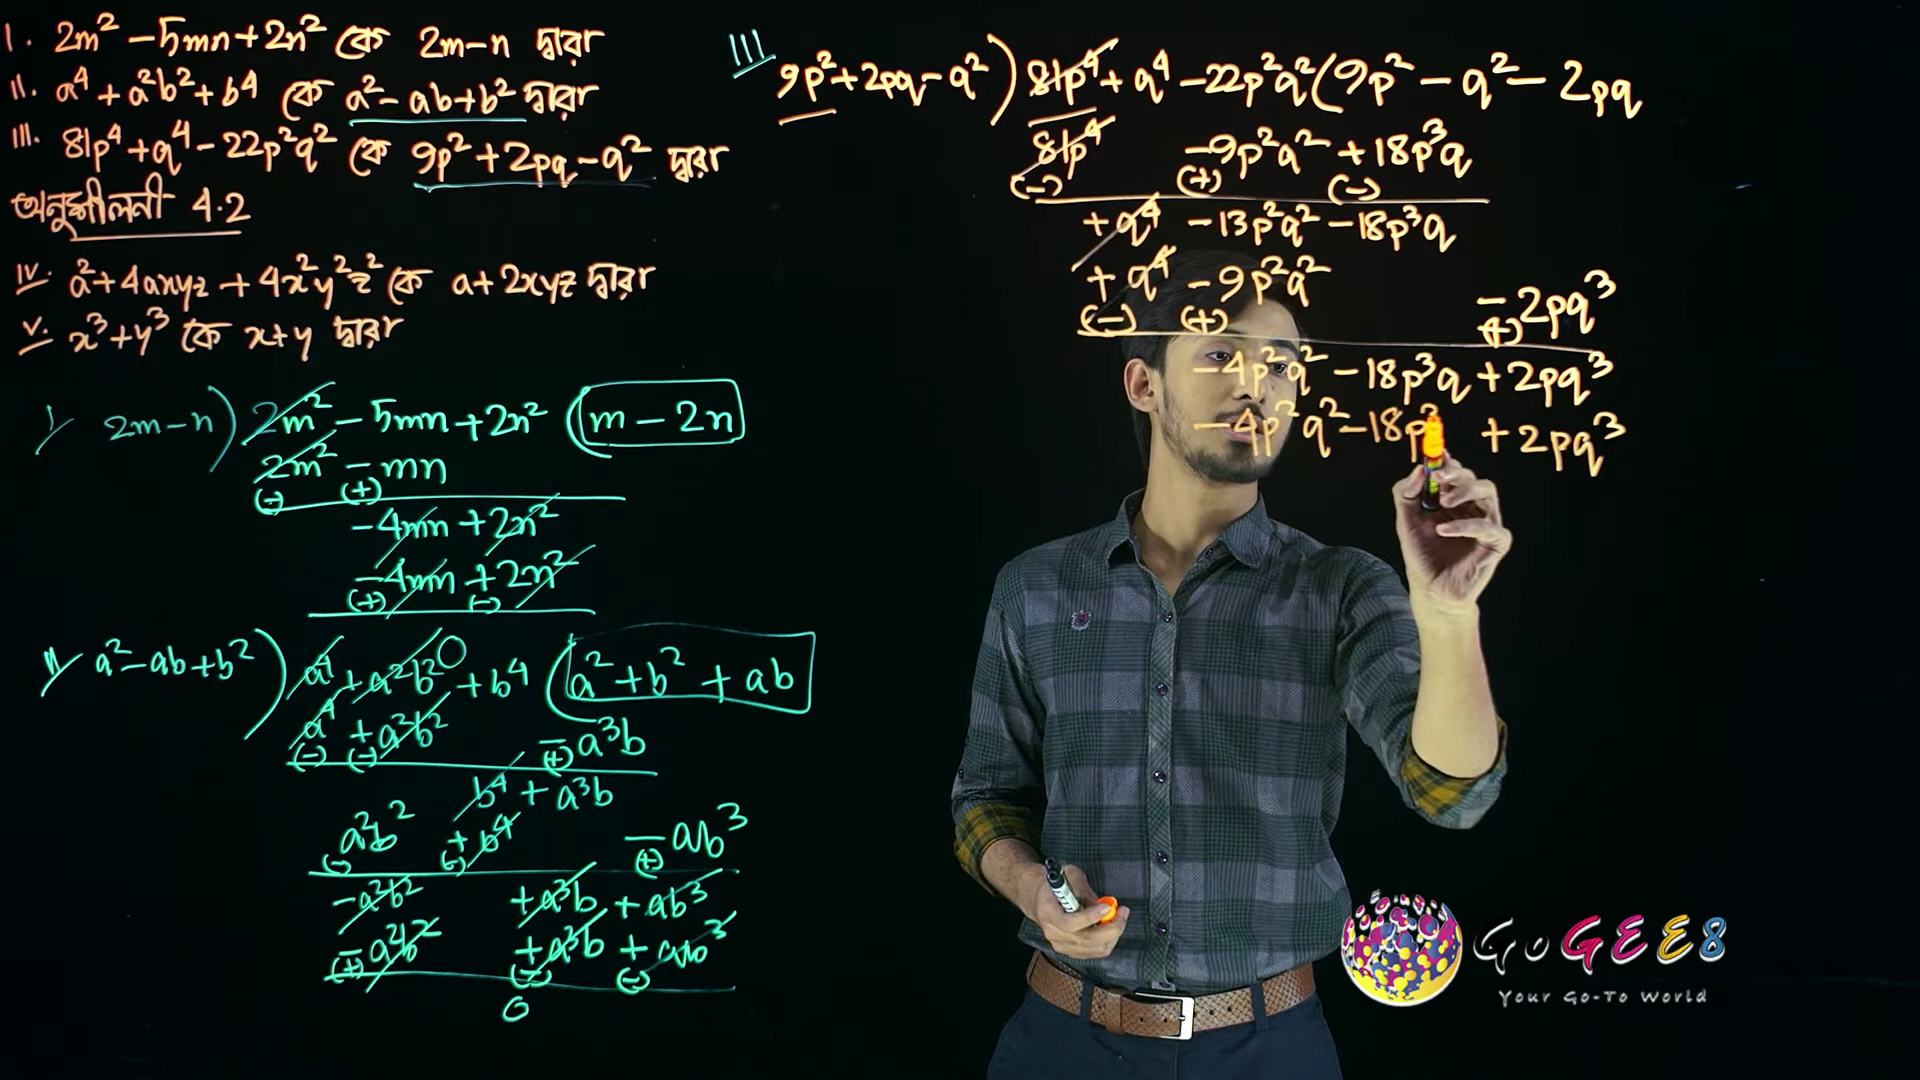 I. 2m² − 5mn + 2n² কে 2m − n দ্বারা
II. a⁴ + a²b² + b⁴ কে a² − ab + b² দ্বারা
III. 81p⁴ + q⁴ − 22p²q² কে 9p² + 2pq − q² দ্বারা
অনুশীলনী 4.2
IV. a² + 4axyz + 4x²y²z² কে a + 2xyz দ্বারা
V. x³ + y³ কে x + y দ্বারা
I 2m − n ) 2m² − 5mn + 2n² ( m − 2n
2m² − mn
(−) (+)
−4mn + 2n²
−4mn + 2n²
(+) (−)
0
II a² − ab + b² ) a⁴ + a²b² + b⁴ ( a² + b² + ab
a⁴ + a²b² − a³b
(−) (−) (+)
b⁴ + a³b
a²b² + b⁴ − ab³
(−) (−) (+)
−a²b² + a³b + ab³
−a²b² + a³b + ab³
(+) (−) (−)
0
III 9p² + 2pq − q² ) 81p⁴ + q⁴ − 22p²q² ( 9p² − q² − 2pq
81p⁴ − 9p²q² + 18p³q
(−) (+) (−)
+ q⁴ − 13p²q² − 18p³q
+ q⁴ − 9p²q² − 2pq³
(−) (+) (+)
− 4p²q² − 18p³q + 2pq³
− 4p²q² − 18p³ + 2pq³
GOGEE8
Your Go-To World